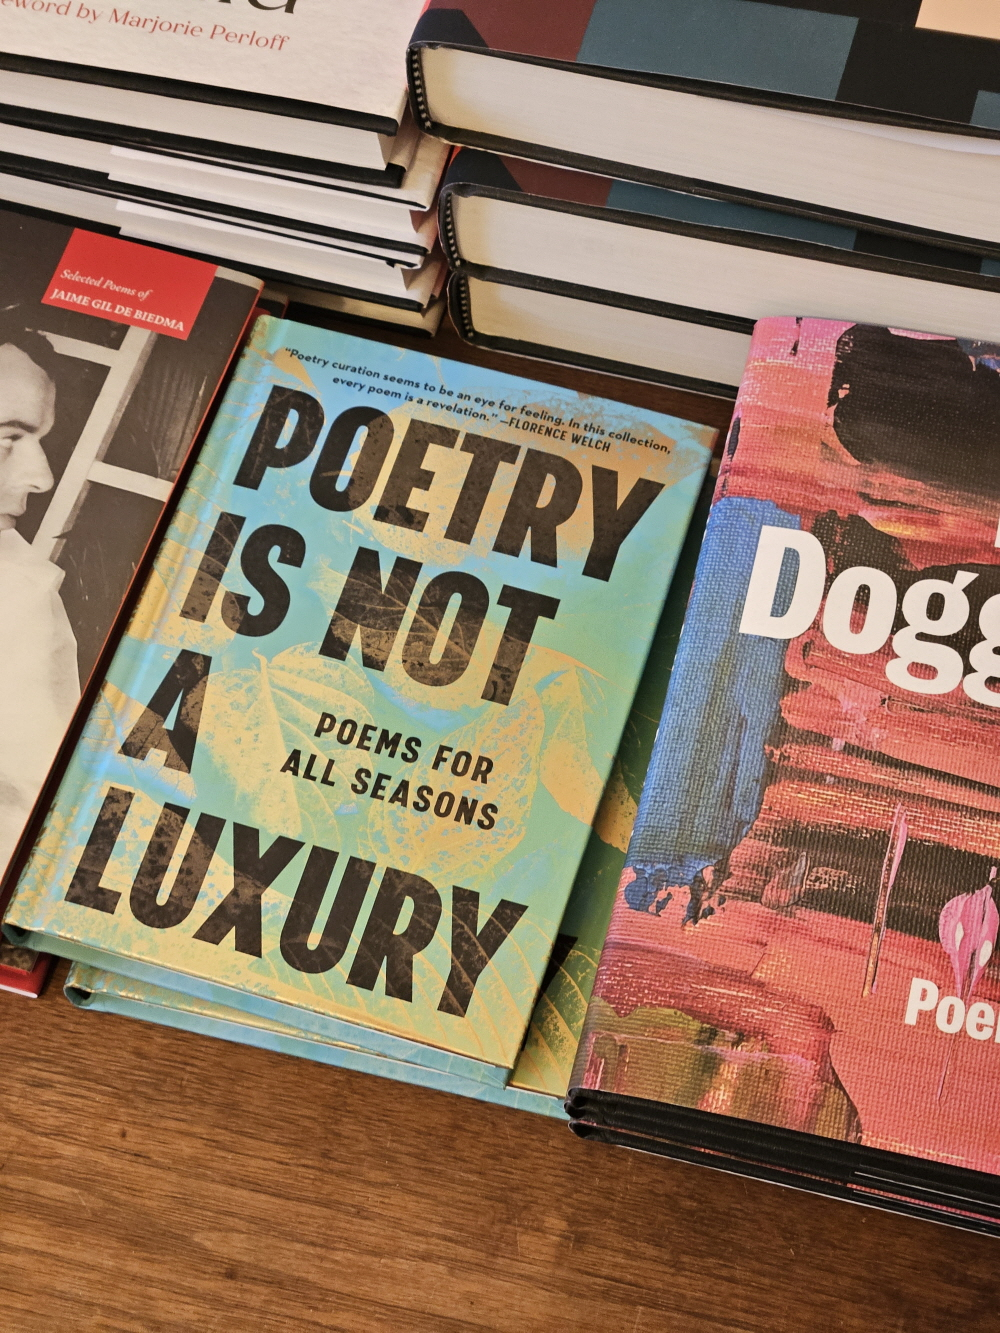 eword by Marjorie Perloff
Selected Poems of
JAIME GIL DE BIEDMA
"Poetry curation seems to be an eye for feeling. In this collection,
every poem is a revelation." —FLORENCE WELCH
POETRY
IS NOT
A
POEMS FOR
ALL SEASONS
LUXURY
Dogg
Poe